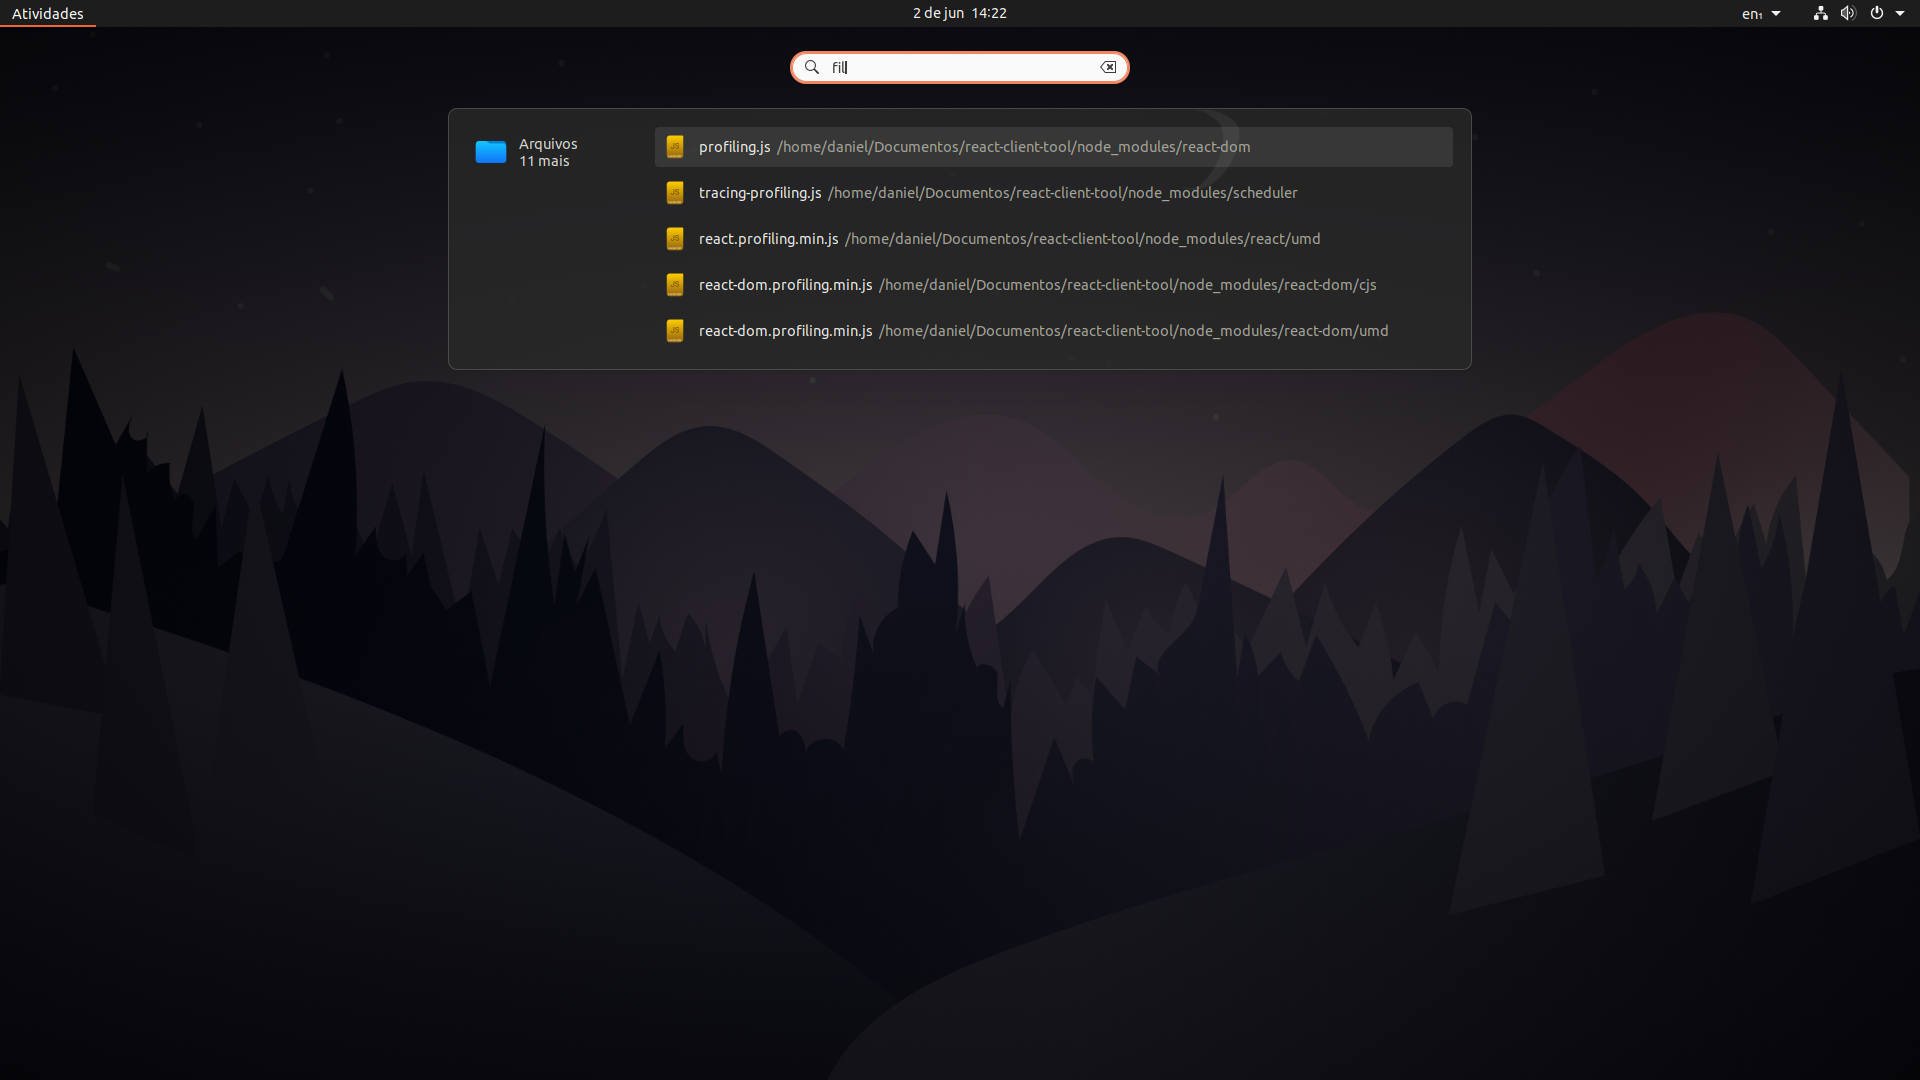 Atividades
2 de jun 14:22
en₁
fil
Arquivos
11 mais
profiling.js /home/daniel/Documentos/react-client-tool/node_modules/react-dom
tracing-profiling.js /home/daniel/Documentos/react-client-tool/node_modules/scheduler
react.profiling.min.js /home/daniel/Documentos/react-client-tool/node_modules/react/umd
react-dom.profiling.min.js /home/daniel/Documentos/react-client-tool/node_modules/react-dom/cjs
react-dom.profiling.min.js /home/daniel/Documentos/react-client-tool/node_modules/react-dom/umd